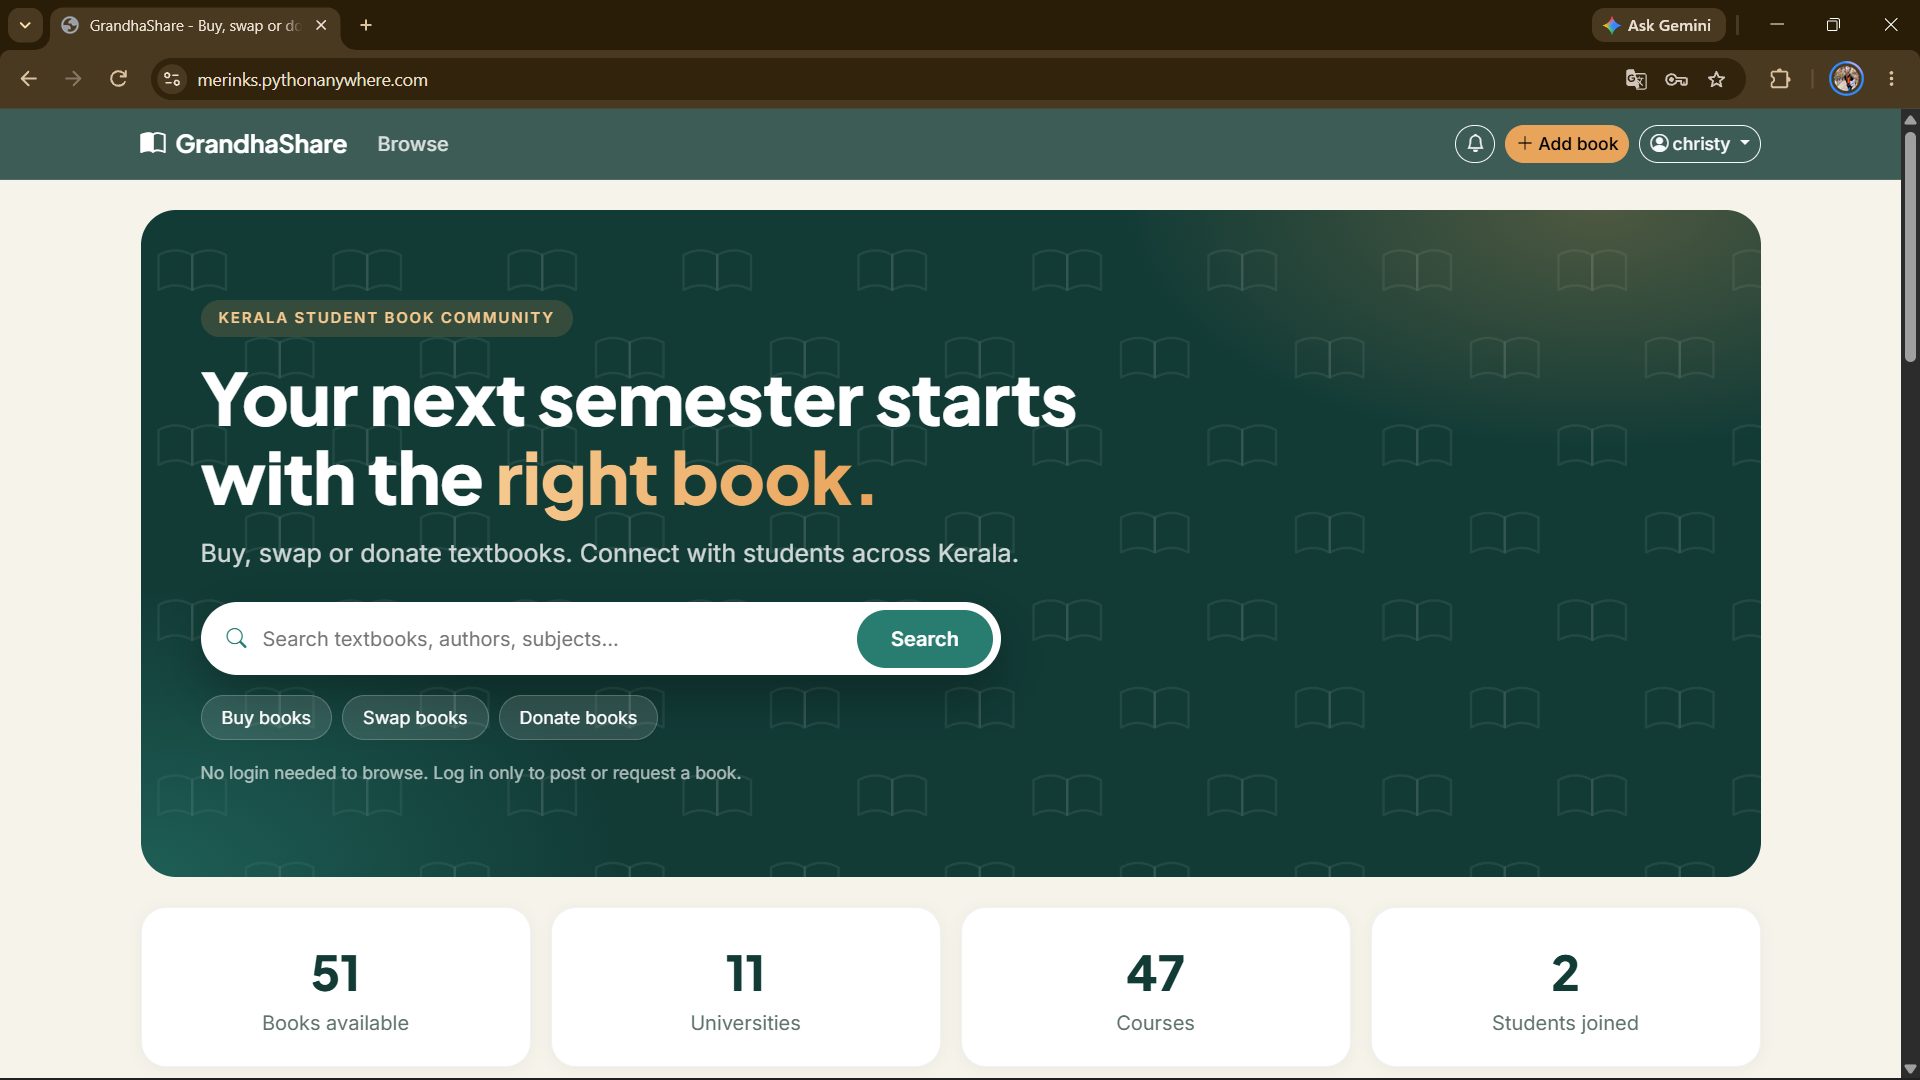 GrandhaShare - Buy, swap or do
Ask Gemini
merinks.pythonanywhere.com
GrandhaShare
Browse
+ Add book
christy
KERALA STUDENT BOOK COMMUNITY
Your next semester starts
with the right book.
Buy, swap or donate textbooks. Connect with students across Kerala.
Search textbooks, authors, subjects...
Search
Buy books
Swap books
Donate books
No login needed to browse. Log in only to post or request a book.
51
Books available
11
Universities
47
Courses
2
Students joined